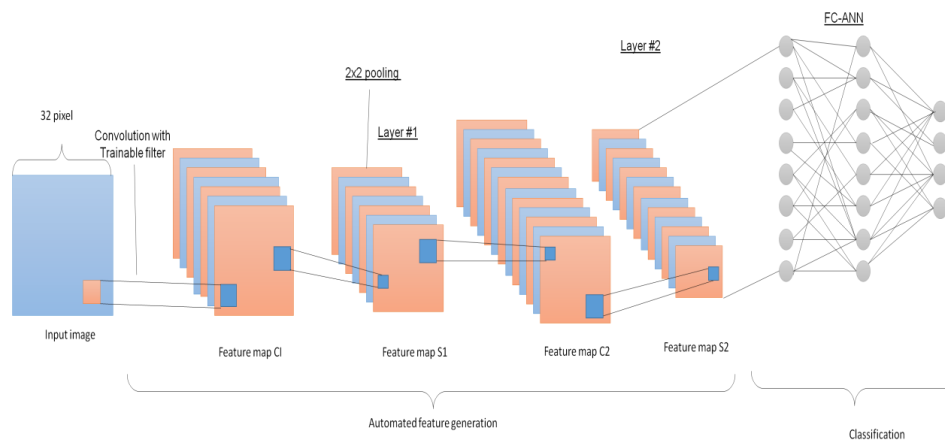 FC-ANN
Layer #2
2x2 pooling
32 pixel
Layer #1
Convolution with
Trainable filter
Input image
Feature map Cl
Feature map S1
Feature map C2
Feature map S2
Automated feature generation
Classification